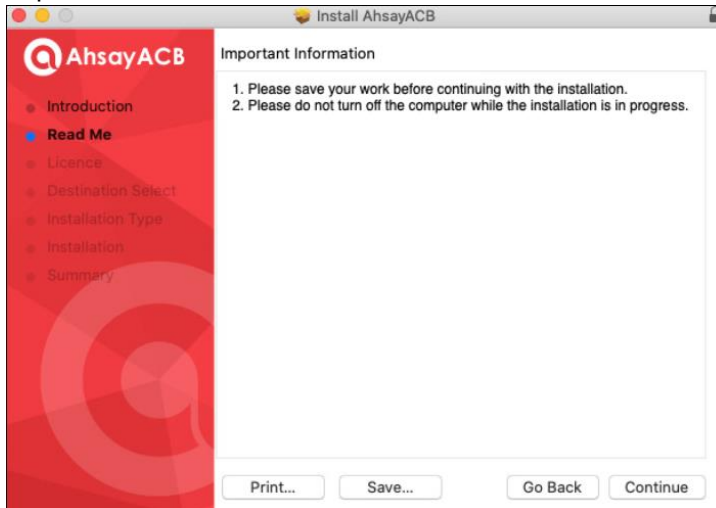 Install AhsayACB
AhsayACB
Introduction
Read Me
Licence
Destination Select
Installation Type
Installation
Summary
Important Information
1. Please save your work before continuing with the installation.
2. Please do not turn off the computer while the installation is in progress.
Print...
Save...
Go Back
Continue